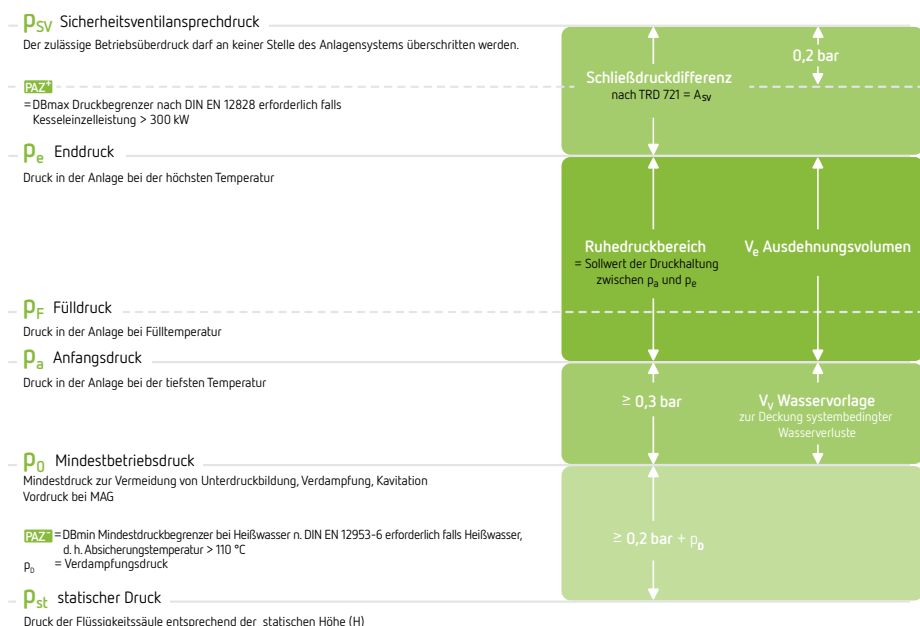 pSV Sicherheitsventilansprechdruck
Der zulässige Betriebsüberdruck darf an keiner Stelle des Anlagensystems überschritten werden.
0,2 bar
Schließdruckdifferenz
nach TRD 721 = ASV
PAZ+
= DBmax Druckbegrenzer nach DIN EN 12828 erforderlich falls
Kesseleinzelleistung > 300 kW
pe Enddruck
Druck in der Anlage bei der höchsten Temperatur
Ruhedruckbereich
= Sollwert der Druckhaltung
zwischen pa und pe
Ve Ausdehnungsvolumen
pF Fülldruck
Druck in der Anlage bei Fülltemperatur
pa Anfangsdruck
Druck in der Anlage bei der tiefsten Temperatur
≥ 0,3 bar
VV Wasservorlage
zur Deckung systembedingter
Wasserverluste
p0 Mindestbetriebsdruck
Mindestdruck zur Vermeidung von Unterdruckbildung, Verdampfung, Kavitation
Vordruck bei MAG
PAZ- = DBmin Mindestdruckbegrenzer bei Heißwasser n. DIN EN 12953-6 erforderlich falls Heißwasser,
d. h. Absicherungstemperatur > 110 °C
pD = Verdampfungsdruck
≥ 0,2 bar + pD
pst statischer Druck
Druck der Flüssigkeitssäule entsprechend der statischen Höhe (H)